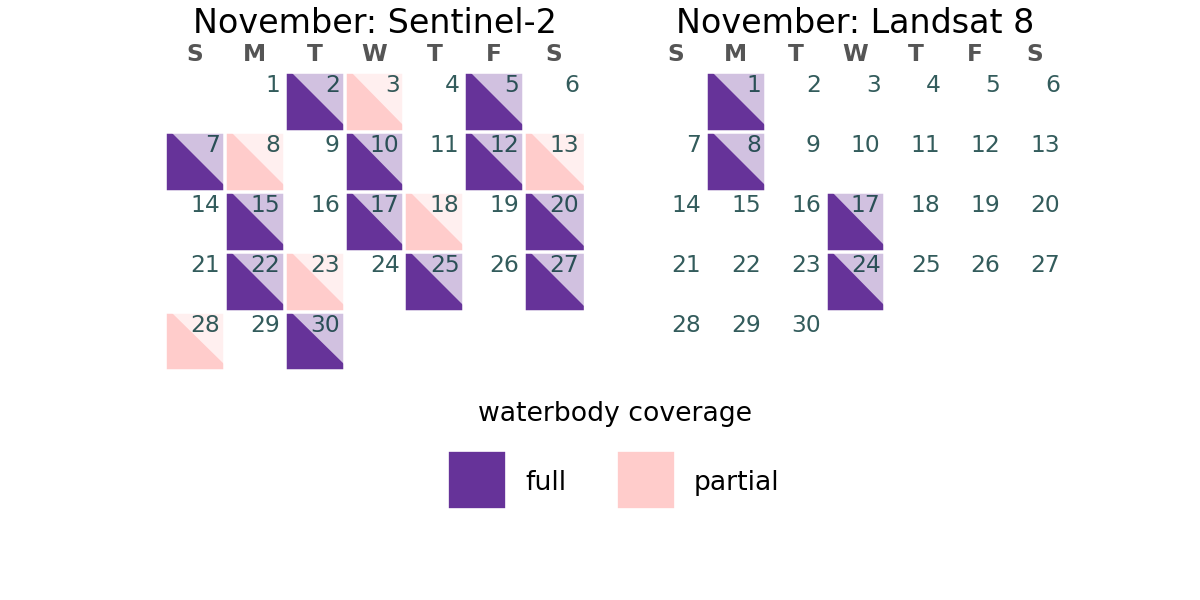 November: Sentinel-2
S M T W T F S
1 2 3 4 5 6
7 8 9 10 11 12 13
14 15 16 17 18 19 20
21 22 23 24 25 26 27
28 29 30
November: Landsat 8
S M T W T F S
1 2 3 4 5 6
7 8 9 10 11 12 13
14 15 16 17 18 19 20
21 22 23 24 25 26 27
28 29 30
waterbody coverage
full
partial